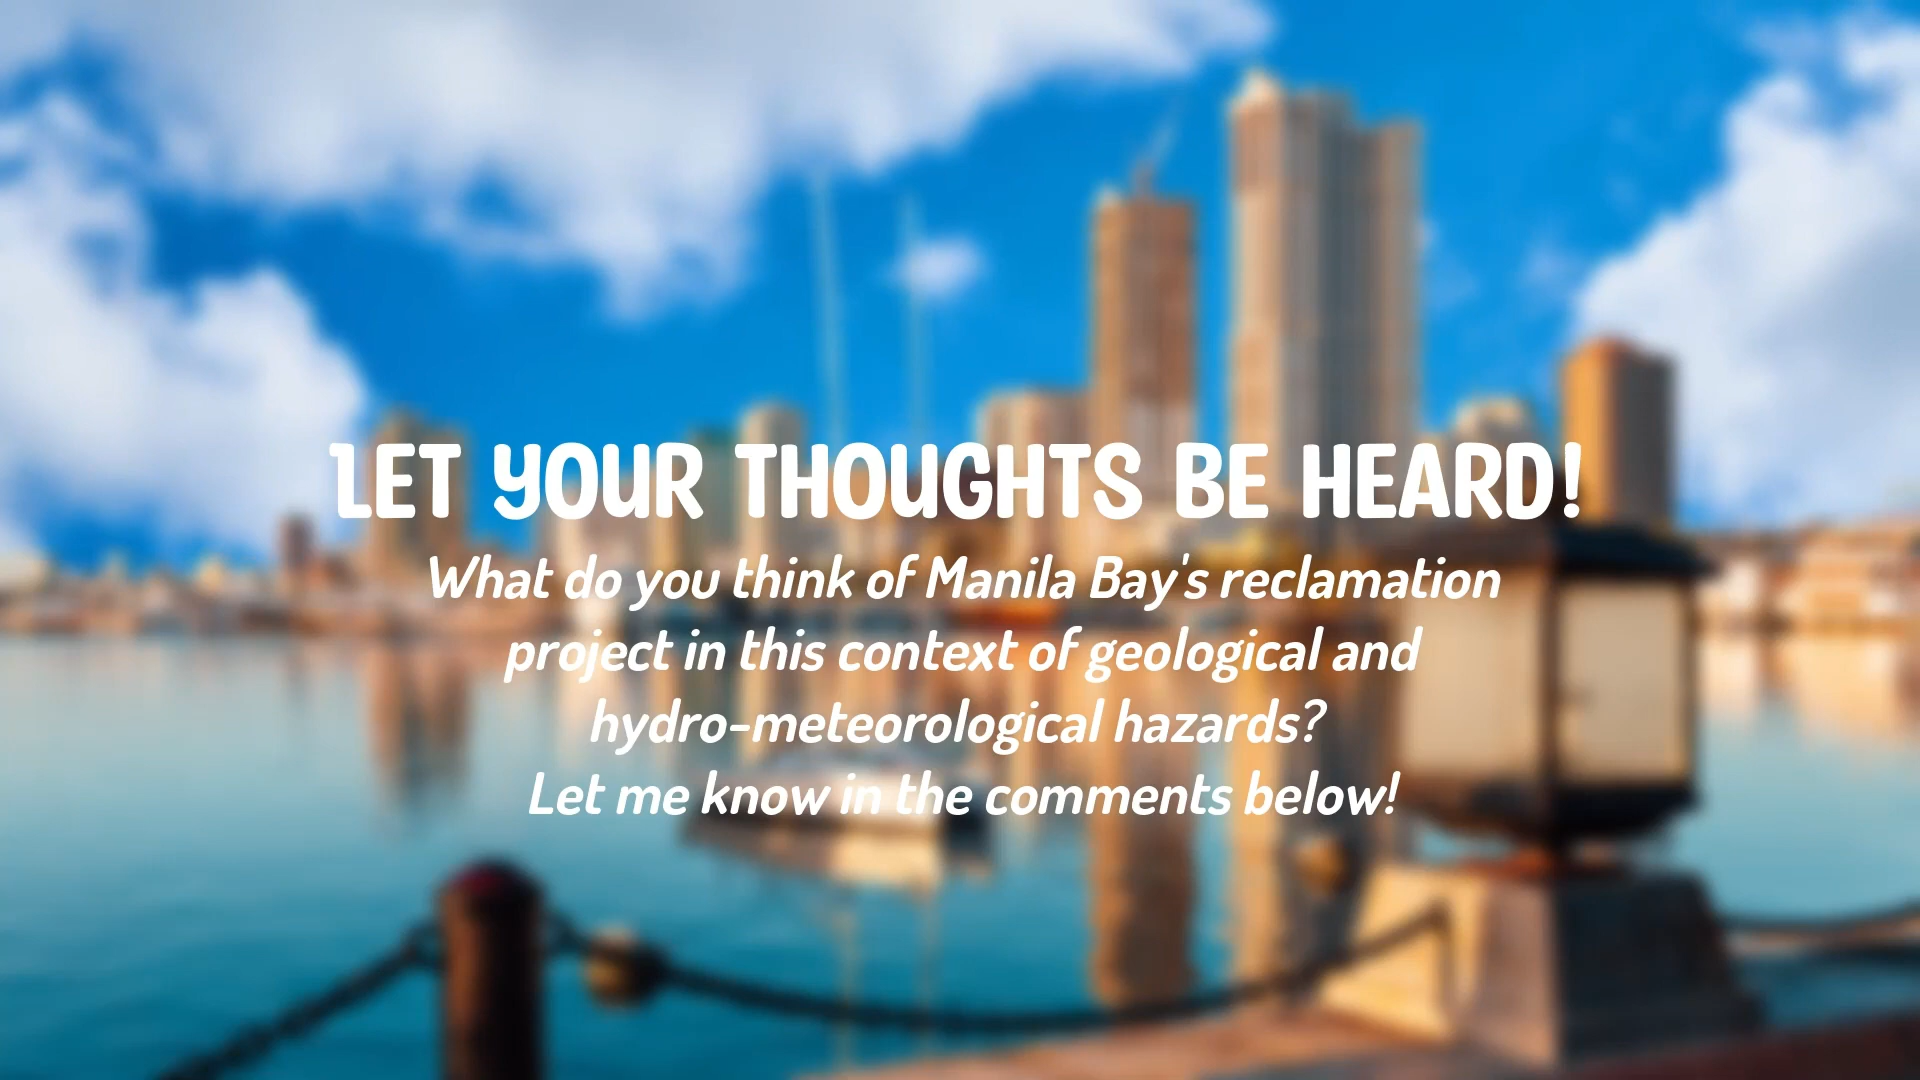 LET YOUR THOUGHTS BE HEARD!
What do you think of Manila Bay's reclamation
project in this context of geological and
hydro-meteorological hazards?
Let me know in the comments below!